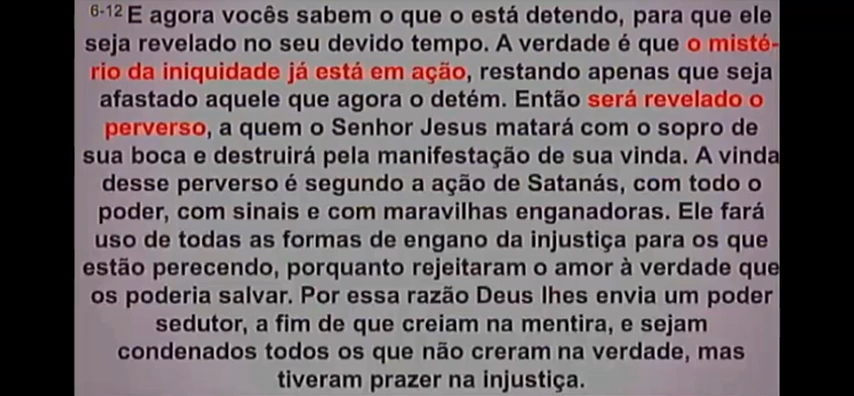 6-12 E agora vocês sabem o que o está detendo, para que ele
seja revelado no seu devido tempo. A verdade é que o misté-
rio da iniquidade já está em ação, restando apenas que seja
afastado aquele que agora o detém. Então será revelado o
perverso, a quem o Senhor Jesus matará com o sopro de
sua boca e destruirá pela manifestação de sua vinda. A vinda
desse perverso é segundo a ação de Satanás, com todo o
poder, com sinais e com maravilhas enganadoras. Ele fará
uso de todas as formas de engano da injustiça para os que
estão perecendo, porquanto rejeitaram o amor à verdade que
os poderia salvar. Por essa razão Deus lhes envia um poder
sedutor, a fim de que creiam na mentira, e sejam
condenados todos os que não creram na verdade, mas
tiveram prazer na injustiça.